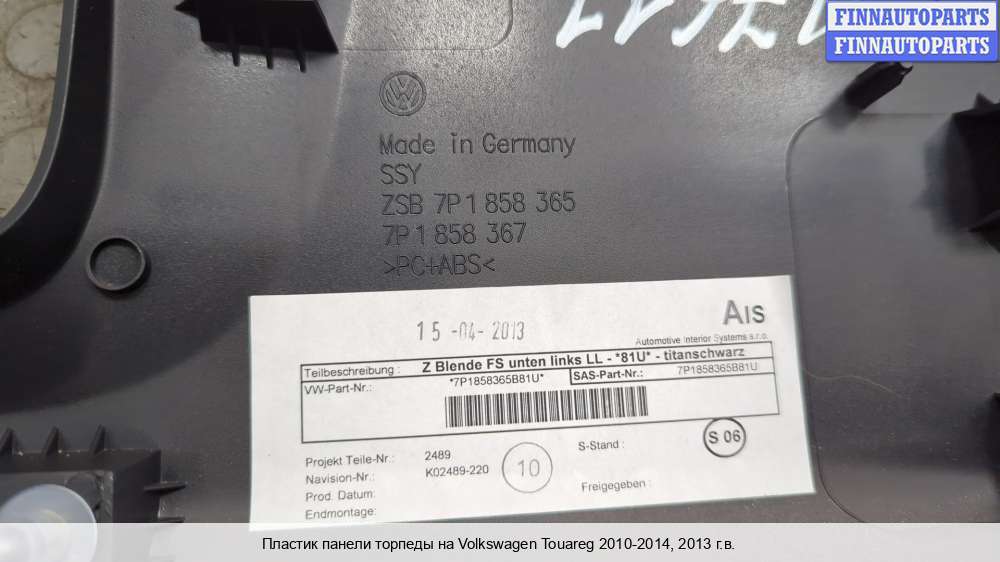 FINNAUTOPARTS
FINNAUTOPARTS
Made in Germany
SSY
ZSB 7P1 858 365
7P1 858 367
>PC+ABS<
15-04-2013
AIS
Automotive Interior Systems s.r.o.
Teilbeschreibung : Z Blende FS unten links LL - *81U* - titanschwarz
VW-Part-Nr.: *7P1858365B81U* SAS-Part-Nr.: 7P1858365B81U
Projekt Teile-Nr.: 2489 S-Stand : S 06
Navision-Nr.: K02489-220 10
Prod. Datum: Freigegeben :
Endmontage:
Пластик панели торпеды на Volkswagen Touareg 2010-2014, 2013 г.в.